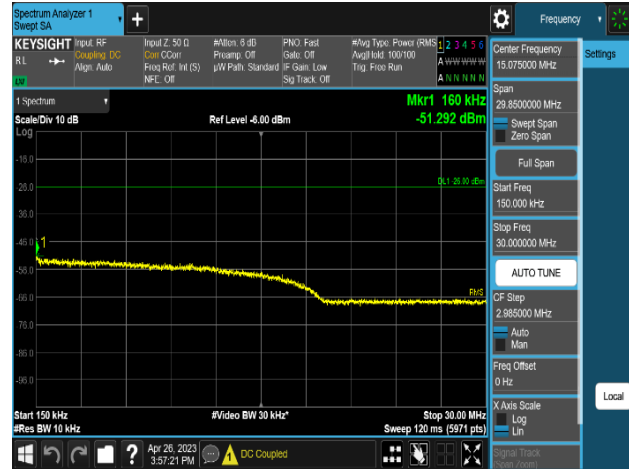 Spectrum Analyzer 1
Swept SA
Frequency
KEYSIGHT
Input: RF
Coupling: DC
Align: Auto
Input Z: 50 Ω
Corr CCorr
Freq Ref: Int (S)
NFE: Off
#Atten: 6 dB
Preamp: Off
µW Path: Standard
PNO: Fast
Gate: Off
IF Gain: Low
Sig Track: Off
#Avg Type: Power (RMS
Avg|Hold: 100/100
Trig: Free Run
1 2 3 4 5 6
A W W W W W
A N N N N N
R L
LW
1 Spectrum
Scale/Div 10 dB
Ref Level -6.00 dBm
Mkr1 160 kHz
-51.292 dBm
Log
-16.0
DL1 -26.00 dBm
-26.0
-36.0
-46.0
1
-56.0
RMS
-66.0
-76.0
-86.0
-96.0
Start 150 kHz
#Video BW 30 kHz*
Stop 30.00 MHz
#Res BW 10 kHz
Sweep 120 ms (5971 pts)
Apr 26, 2023
3:57:21 PM
DC Coupled
Center Frequency
15.075000 MHz
Settings
Span
29.8500000 MHz
Swept Span
Zero Span
Full Span
Start Freq
150.000 kHz
Stop Freq
30.000000 MHz
AUTO TUNE
CF Step
2.985000 MHz
Auto
Man
Freq Offset
0 Hz
X Axis Scale
Log
Lin
Local
Signal Track
(Span Zoom)